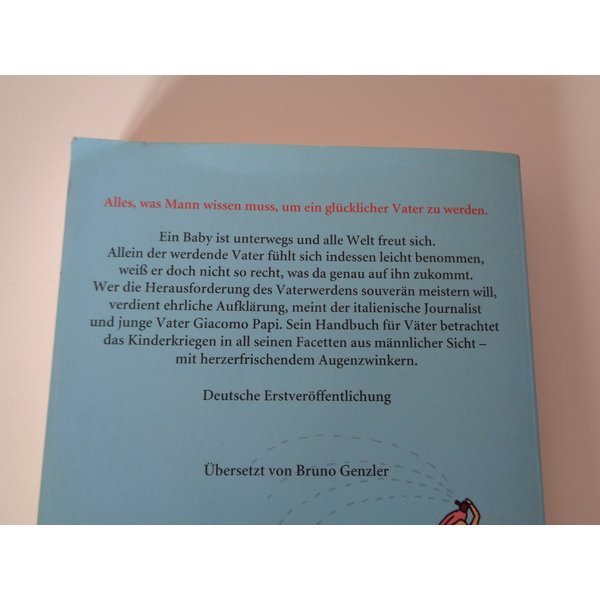 Alles, was Mann wissen muss, um ein glücklicher Vater zu werden.
Ein Baby ist unterwegs und alle Welt freut sich.
Allein der werdende Vater fühlt sich indessen leicht benommen,
weiß er doch nicht so recht, was da genau auf ihn zukommt.
Wer die Herausforderung des Vaterwerdens souverän meistern will,
verdient ehrliche Aufklärung, meint der italienische Journalist
und junge Vater Giacomo Papi. Sein Handbuch für Väter betrachtet
das Kinderkriegen in all seinen Facetten aus männlicher Sicht –
mit herzerfrischendem Augenzwinkern.
Deutsche Erstveröffentlichung
Übersetzt von Bruno Genzler